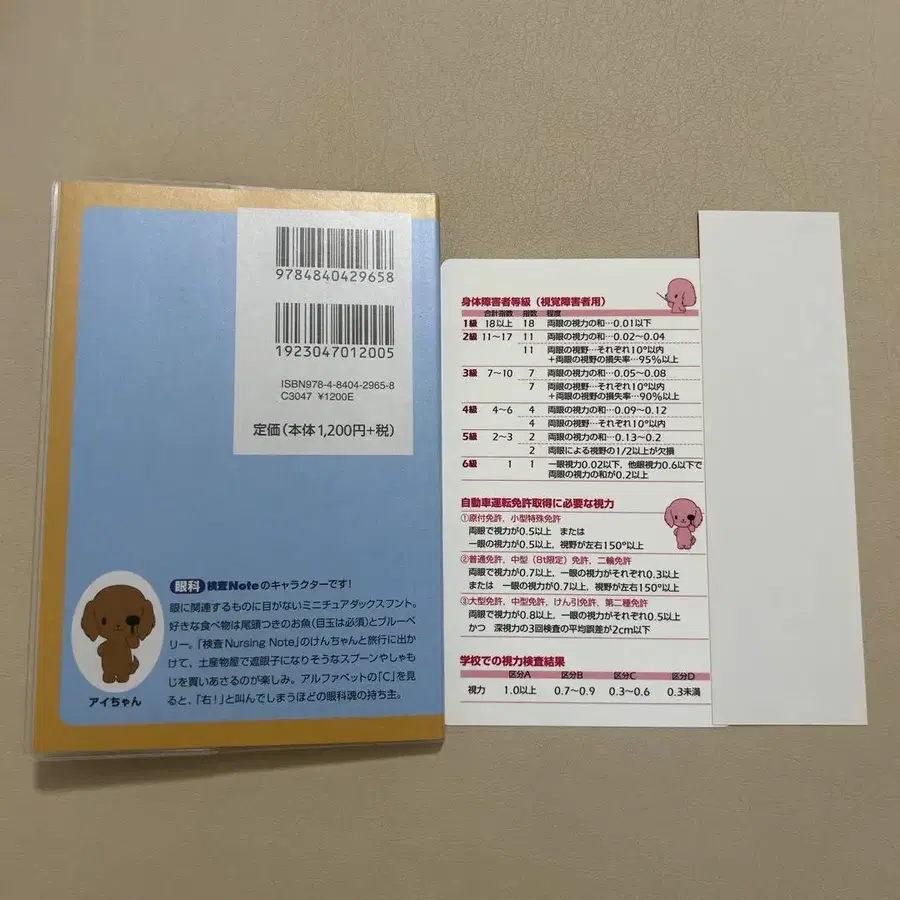 9784840429658
1923047012005
ISBN978-4-8404-2965-8
C3047 ¥1200E
定価(本体1,200円+税)
眼科 検査Noteのキャラクターです!
眼に関連するものに目がないミニチュアダックスフント。
好きな食べ物は尾頭つきのお魚(目玉は必須)とブルーベ
リー。「検査Nursing Note」のけんちゃんと旅行に出か
けて、土産物屋で遮眼子になりそうなスプーンやしゃも
じを買いあさるのが楽しみ。アルファベットの「C」を見
ると、「右!」と叫んでしまうほどの眼科魂の持ち主。
アイちゃん
身体障害者等級(視覚障害者用)
合計指数 指数 程度
1級 18以上 18 両眼の視力の和…0.01以下
2級 11〜17 11 両眼の視力の和…0.02〜0.04
11 両眼の視野…それぞれ10°以内
+両眼の視野の損失率…95%以上
3級 7〜10 7 両眼の視力の和…0.05〜0.08
7 両眼の視野…それぞれ10°以内
+両眼の視野の損失率…90%以上
4級 4〜6 4 両眼の視力の和…0.09〜0.12
4 両眼の視野…それぞれ10°以内
5級 2〜3 2 両眼の視力の和…0.13〜0.2
2 両眼による視野の1/2以上が欠損
6級 1 1 一眼視力0.02以下、他眼視力0.6以下で
両眼の視力の和が0.2以上
自動車運転免許取得に必要な視力
①原付免許、小型特殊免許
両眼で視力が0.5以上 または
一眼の視力が0.5以上、視野が左右150°以上
②普通免許、中型(8t限定)免許、二輪免許
両眼で視力が0.7以上、一眼の視力がそれぞれ0.3以上
または 一眼の視力が0.7以上、視野が左右150°以上
③大型免許、中型免許、けん引免許、第二種免許
両眼で視力が0.8以上、一眼の視力がそれぞれ0.5以上
かつ 深視力の3回検査の平均誤差が2cm以下
学校での視力検査結果
区分A 区分B 区分C 区分D
視力 1.0以上 0.7〜0.9 0.3〜0.6 0.3未満